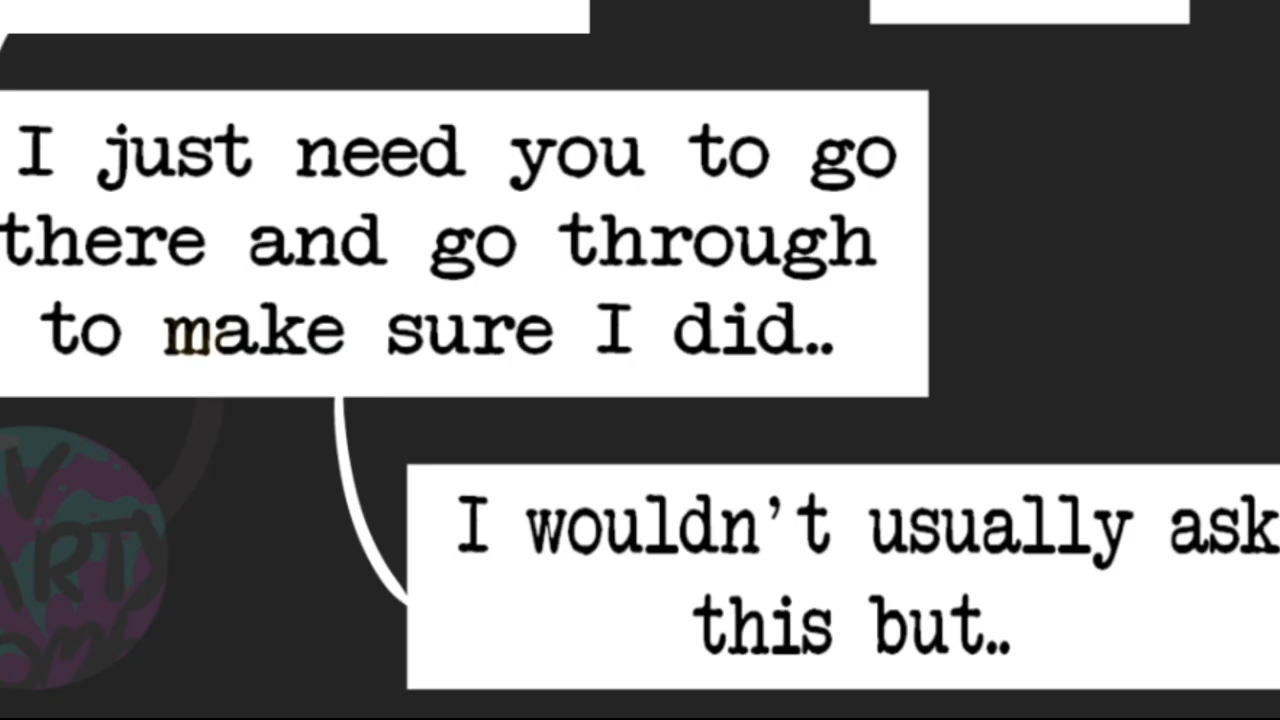 I just need you to go
there and go through
to make sure I did..
I wouldn't usually ask
this but..